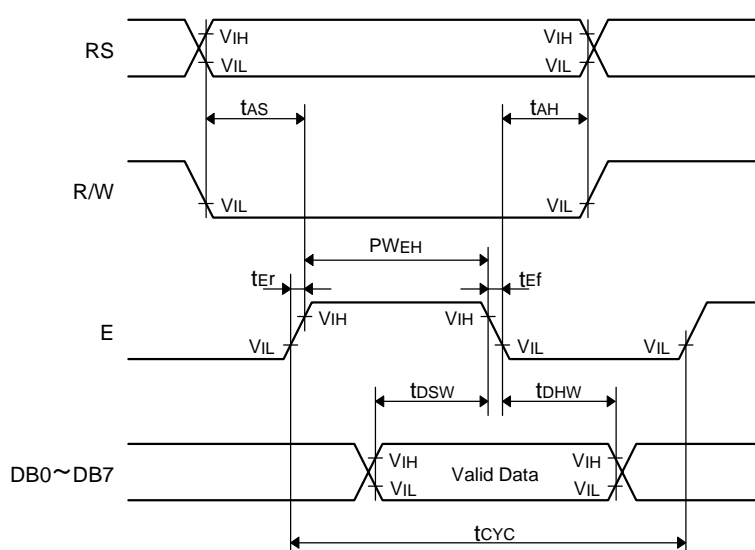 VIH VIH
RS
VIL VIL
tAS tAH
R/W
VIL VIL
PWEH
tEr tEf
VIH VIH
E
VIL VIL VIL
tDSW tDHW
VIH VIH
DB0～DB7 Valid Data
VIL VIL
tCYC